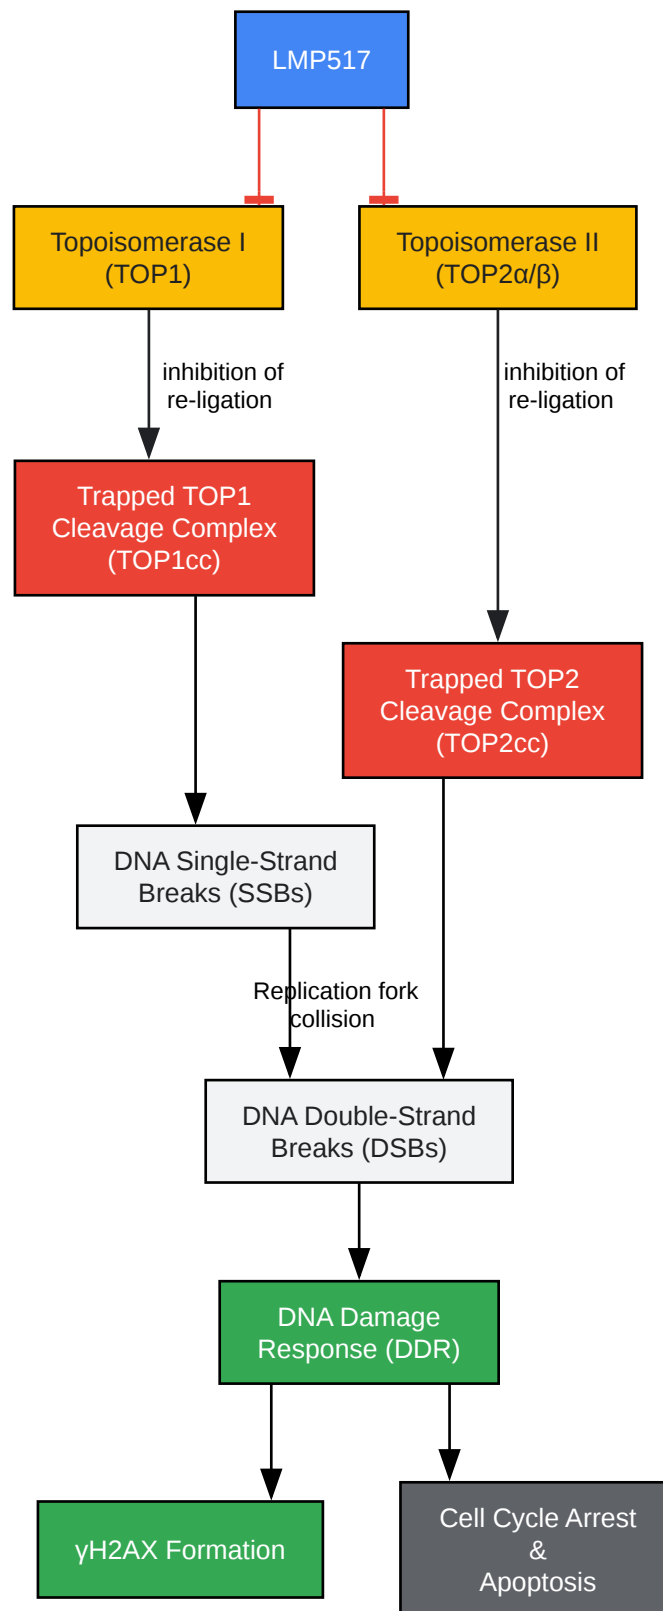 LMP517
Topoisomerase I
(TOP1)
Topoisomerase II
(TOP2α/β)
inhibition of
re-ligation
inhibition of
re-ligation
Trapped TOP1
Cleavage Complex
(TOP1cc)
Trapped TOP2
Cleavage Complex
(TOP2cc)
DNA Single-Strand
Breaks (SSBs)
Replication fork
collision
DNA Double-Strand
Breaks (DSBs)
DNA Damage
Response (DDR)
γH2AX Formation
Cell Cycle Arrest
&
Apoptosis